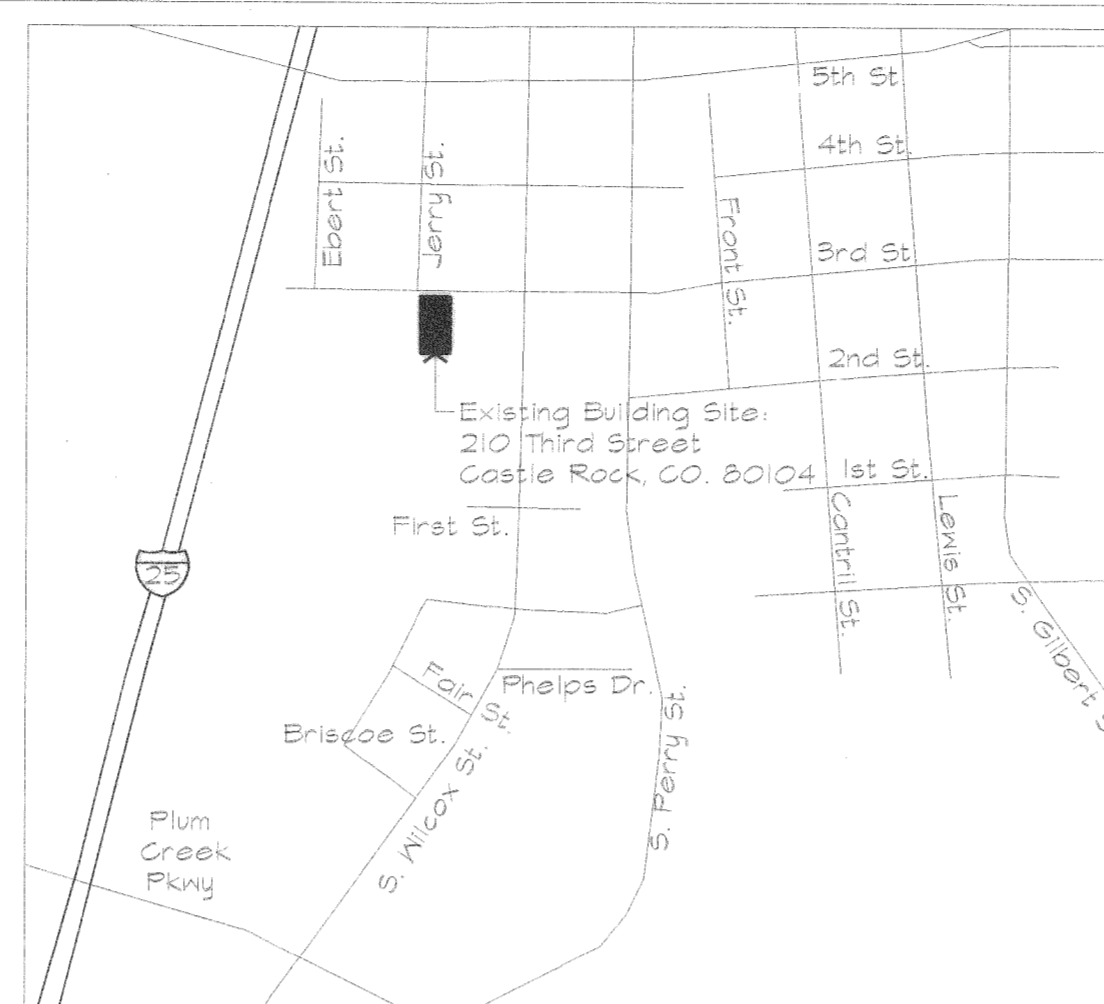 5th St.
4th St.
Ebert St.
Jerry St.
Front St.
3rd St
2nd St.
Existing Building Site:
210 Third Street
Castle Rock, CO. 80104
1st St.
First St.
Cantril St.
Lewis St.
25
S. Gilbert S
Fair St.
Phelps Dr.
Briscoe St.
S. Wilcox St.
S. Perry St.
Plum
Creek
Pkwy